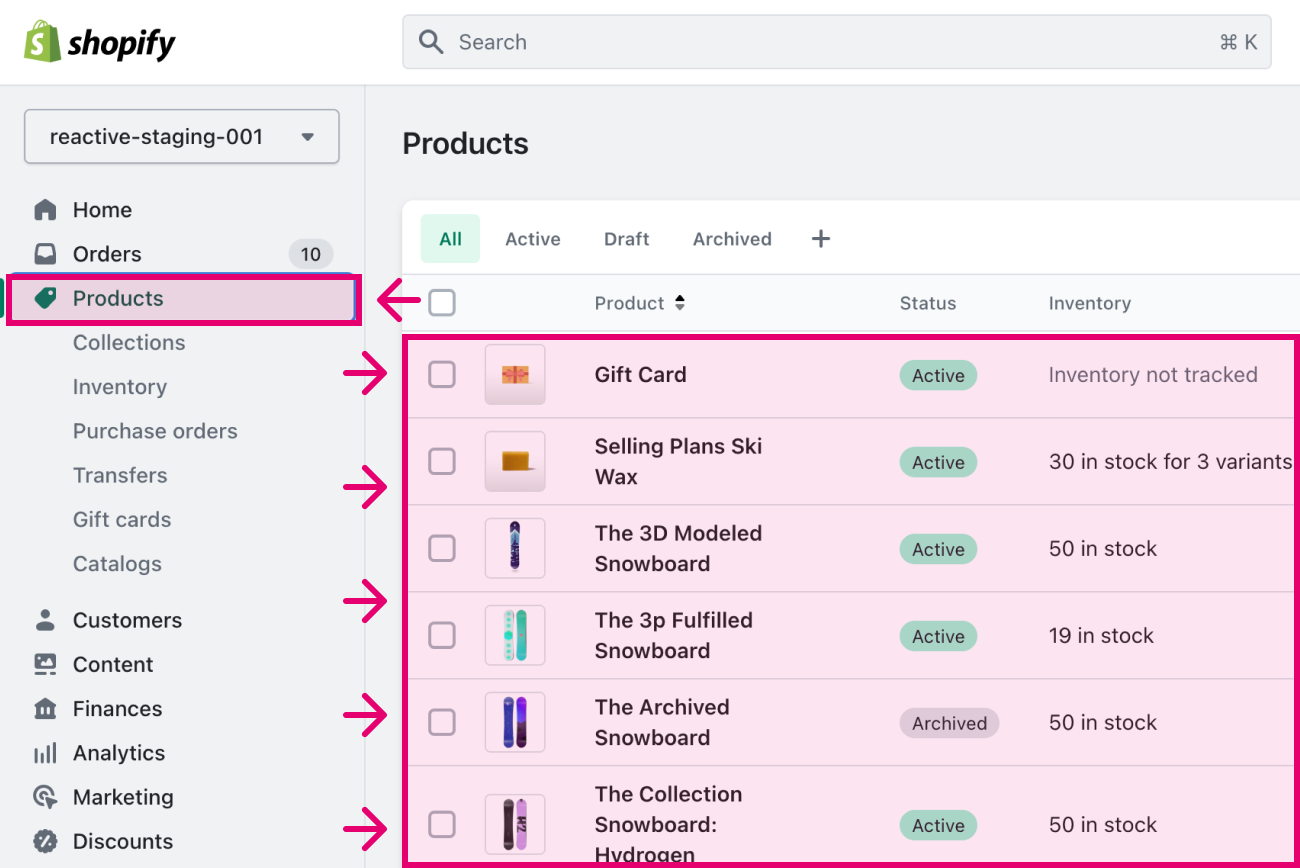 shopify
Search
⌘ K
reactive-staging-001
Home
Orders
10
Products
Collections
Inventory
Purchase orders
Transfers
Gift cards
Catalogs
Customers
Content
Finances
Analytics
Marketing
Discounts
Products
All
Active
Draft
Archived
+
Product
Status
Inventory
Gift Card
Active
Inventory not tracked
Selling Plans Ski
Wax
Active
30 in stock for 3 variants
The 3D Modeled
Snowboard
Active
50 in stock
The 3p Fulfilled
Snowboard
Active
19 in stock
The Archived
Snowboard
Archived
50 in stock
The Collection
Snowboard:
Hydrogen
Active
50 in stock